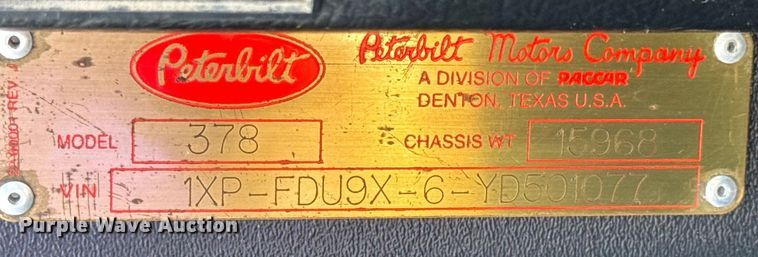 Peterbilt
Peterbilt Motors Company
A DIVISION OF PACCAR
DENTON, TEXAS U.S.A.
MODEL 378 CHASSIS WT 15968
VIN 1XP-FDU9X-6-YD501077
Purple Wave Auction